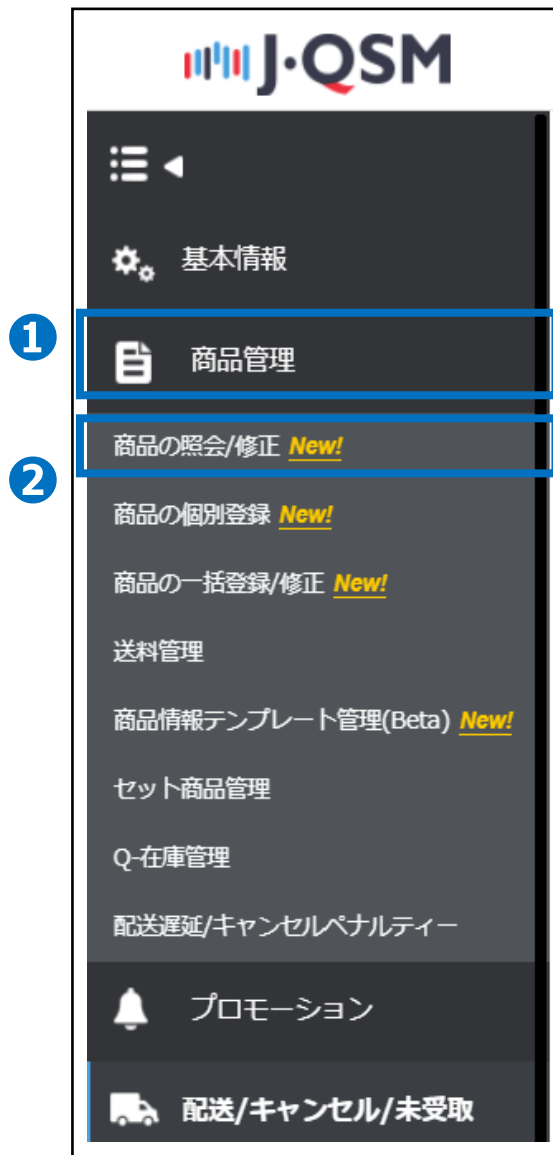 J·QSM
基本情報
1
商品管理
2
商品の照会/修正 New!
商品の個別登録 New!
商品の一括登録/修正 New!
送料管理
商品情報テンプレート管理(Beta) New!
セット商品管理
Q-在庫管理
配送遅延/キャンセルペナルティー
プロモーション
配送/キャンセル/未受取